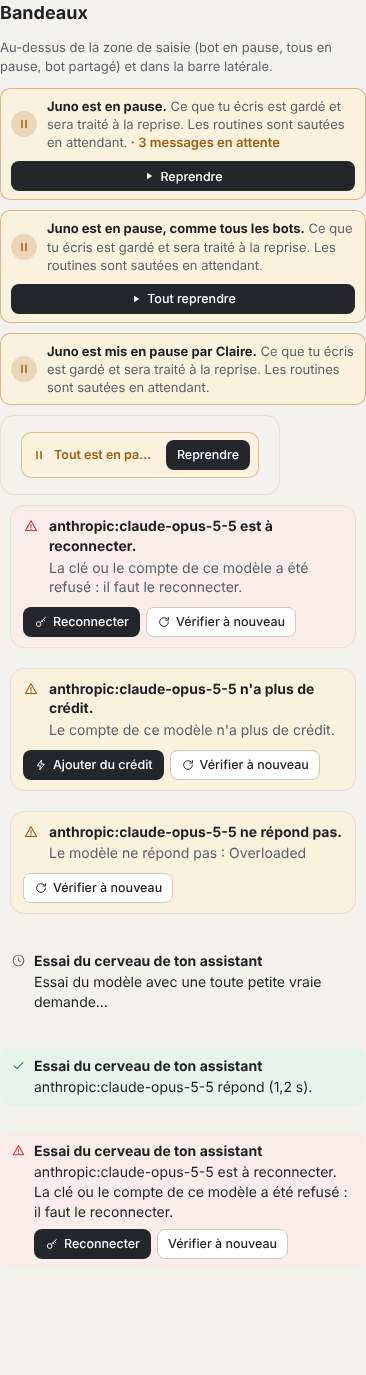 Bandeaux
Au-dessus de la zone de saisie (bot en pause, tous en
pause, bot partagé) et dans la barre latérale.
Juno est en pause. Ce que tu écris est gardé et
sera traité à la reprise. Les routines sont sautées
en attendant. · 3 messages en attente
Reprendre
Juno est en pause, comme tous les bots. Ce que
tu écris est gardé et sera traité à la reprise. Les
routines sont sautées en attendant.
Tout reprendre
Juno est mis en pause par Claire. Ce que tu écris
est gardé et sera traité à la reprise. Les routines
sont sautées en attendant.
Tout est en pa... Reprendre
anthropic:claude-opus-5-5 est à
reconnecter.
La clé ou le compte de ce modèle a été
refusé : il faut le reconnecter.
Reconnecter Vérifier à nouveau
anthropic:claude-opus-5-5 n'a plus de
crédit.
Le compte de ce modèle n'a plus de crédit.
Ajouter du crédit Vérifier à nouveau
anthropic:claude-opus-5-5 ne répond pas.
Le modèle ne répond pas : Overloaded
Vérifier à nouveau
Essai du cerveau de ton assistant
Essai du modèle avec une toute petite vraie
demande...
Essai du cerveau de ton assistant
anthropic:claude-opus-5-5 répond (1,2 s).
Essai du cerveau de ton assistant
anthropic:claude-opus-5-5 est à reconnecter.
La clé ou le compte de ce modèle a été refusé :
il faut le reconnecter.
Reconnecter Vérifier à nouveau